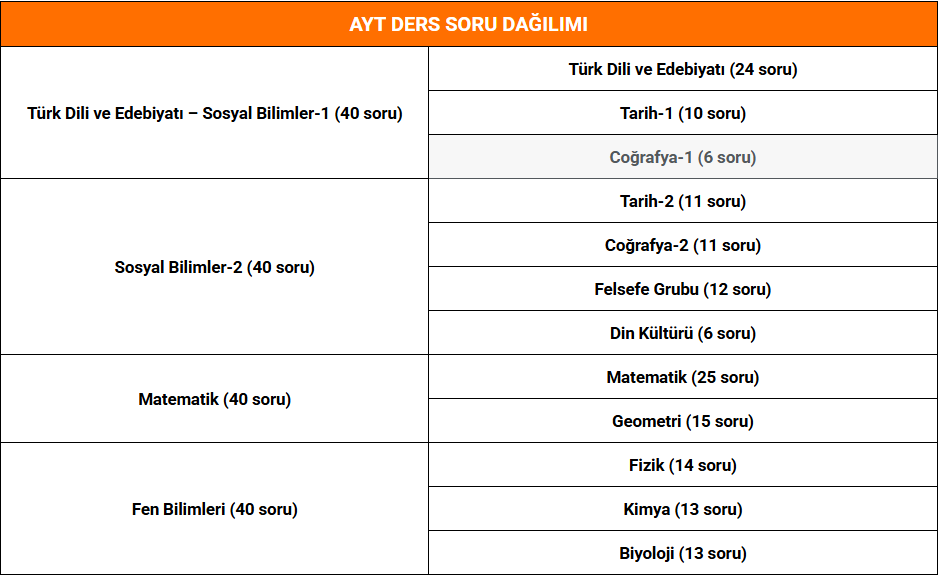 AYT DERS SORU DAĞILIMI
Türk Dili ve Edebiyatı – Sosyal Bilimler-1 (40 soru)
Türk Dili ve Edebiyatı (24 soru)
Tarih-1 (10 soru)
Coğrafya-1 (6 soru)
Sosyal Bilimler-2 (40 soru)
Tarih-2 (11 soru)
Coğrafya-2 (11 soru)
Felsefe Grubu (12 soru)
Din Kültürü (6 soru)
Matematik (40 soru)
Matematik (25 soru)
Geometri (15 soru)
Fen Bilimleri (40 soru)
Fizik (14 soru)
Kimya (13 soru)
Biyoloji (13 soru)